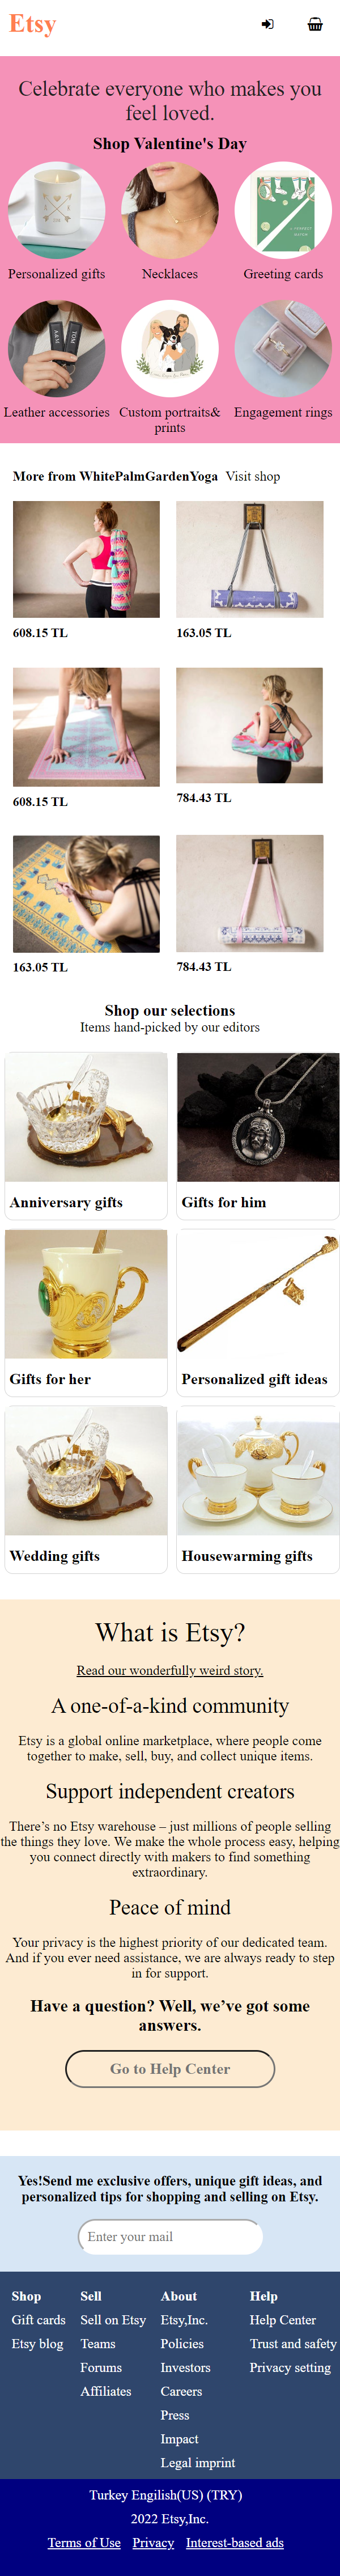 Etsy
Celebrate everyone who makes you
feel loved.
Shop Valentine's Day
Personalized gifts
Necklaces
Greeting cards
Leather accessories
Custom portraits&
prints
Engagement rings
More from WhitePalmGardenYoga Visit shop
608.15 TL
163.05 TL
608.15 TL
784.43 TL
163.05 TL
784.43 TL
Shop our selections
Items hand-picked by our editors
Anniversary gifts
Gifts for him
Gifts for her
Personalized gift ideas
Wedding gifts
Housewarming gifts
What is Etsy?
Read our wonderfully weird story.
A one-of-a-kind community
Etsy is a global online marketplace, where people come
together to make, sell, buy, and collect unique items.
Support independent creators
There’s no Etsy warehouse – just millions of people selling
the things they love. We make the whole process easy, helping
you connect directly with makers to find something
extraordinary.
Peace of mind
Your privacy is the highest priority of our dedicated team.
And if you ever need assistance, we are always ready to step
in for support.
Have a question? Well, we’ve got some
answers.
Go to Help Center
Yes!Send me exclusive offers, unique gift ideas, and
personalized tips for shopping and selling on Etsy.
Enter your mail
Shop
Gift cards
Etsy blog
Sell
Sell on Etsy
Teams
Forums
Affiliates
About
Etsy,Inc.
Policies
Investors
Careers
Press
Impact
Legal imprint
Help
Help Center
Trust and safety
Privacy setting
Turkey Engilish(US) (TRY)
2022 Etsy,Inc.
Terms of Use Privacy Interest-based ads